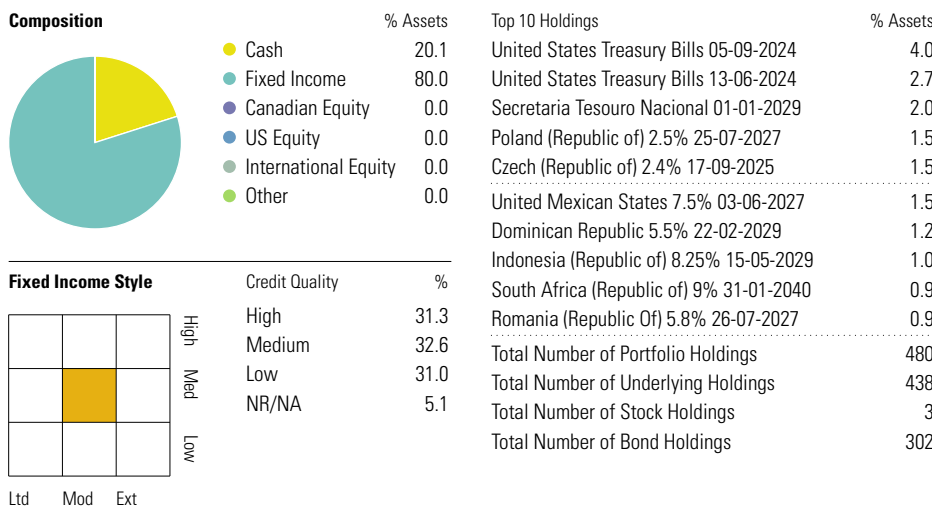 Composition % Assets
Cash 20.1
Fixed Income 80.0
Canadian Equity 0.0
US Equity 0.0
International Equity 0.0
Other 0.0
Fixed Income Style
High
Med
Low
Ltd Mod Ext
Credit Quality %
High 31.3
Medium 32.6
Low 31.0
NR/NA 5.1
Top 10 Holdings % Assets
United States Treasury Bills 05-09-2024 4.0
United States Treasury Bills 13-06-2024 2.7
Secretaria Tesouro Nacional 01-01-2029 2.0
Poland (Republic of) 2.5% 25-07-2027 1.5
Czech (Republic of) 2.4% 17-09-2025 1.5
United Mexican States 7.5% 03-06-2027 1.5
Dominican Republic 5.5% 22-02-2029 1.2
Indonesia (Republic of) 8.25% 15-05-2029 1.0
South Africa (Republic of) 9% 31-01-2040 0.9
Romania (Republic Of) 5.8% 26-07-2027 0.9
Total Number of Portfolio Holdings 480
Total Number of Underlying Holdings 438
Total Number of Stock Holdings 3
Total Number of Bond Holdings 302